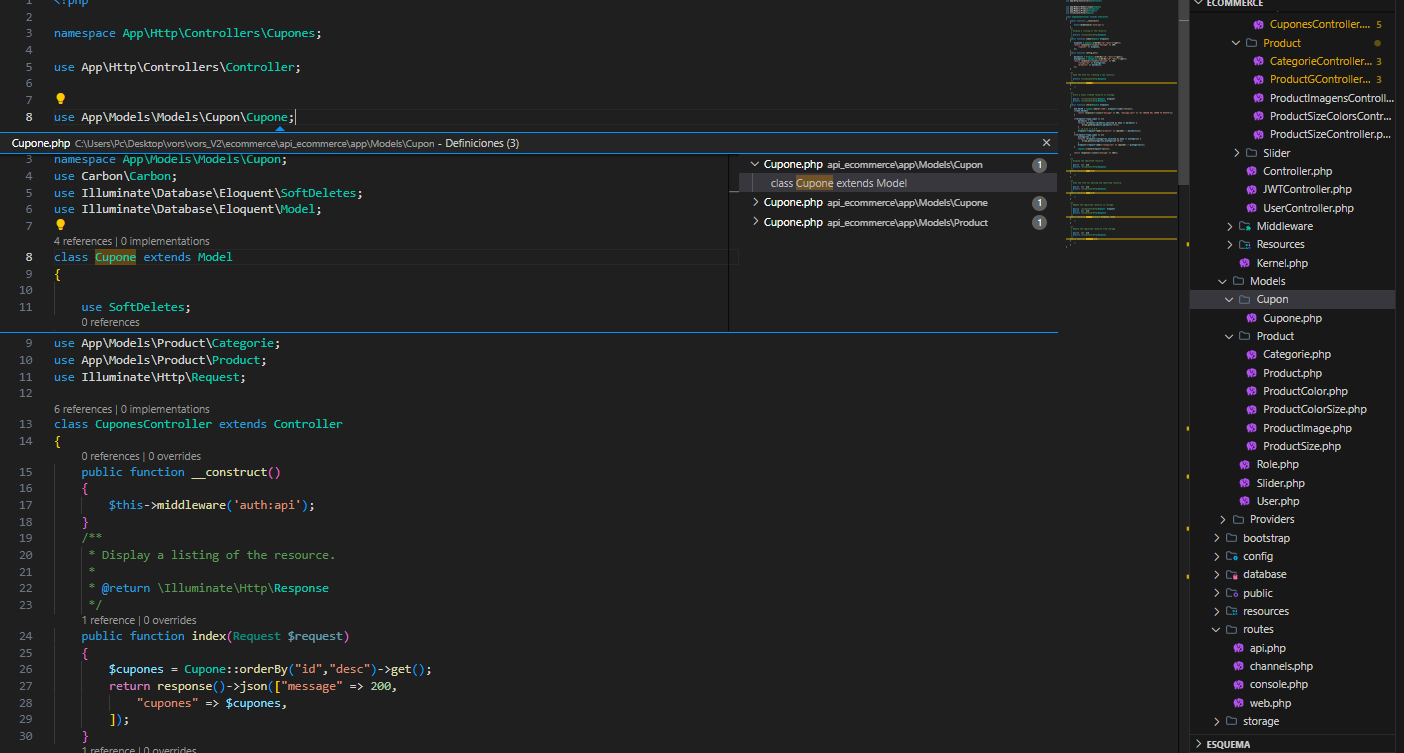 1 <?php
2
3 namespace App\Http\Controllers\Cupones;
4
5 use App\Http\Controllers\Controller;
6
7
8 use App\Models\Models\Cupon\Cupone;
Cupone.php C:\Users\Pc\Desktop\vors\vors_V2\ecommerce\api_ecommerce\app\Models\Cupon - Definiciones (3)
3 namespace App\Models\Models\Cupon;
4 use Carbon\Carbon;
5 use Illuminate\Database\Eloquent\SoftDeletes;
6 use Illuminate\Database\Eloquent\Model;
7
4 references | 0 implementations
8 class Cupone extends Model
9 {
10
11 use SoftDeletes;
0 references
Cupone.php api_ecommerce\app\Models\Cupon 1
class Cupone extends Model
Cupone.php api_ecommerce\app\Models\Cupone 1
Cupone.php api_ecommerce\app\Models\Product 1
9 use App\Models\Product\Categorie;
10 use App\Models\Product\Product;
11 use Illuminate\Http\Request;
12
6 references | 0 implementations
13 class CuponesController extends Controller
14 {
0 references | 0 overrides
15 public function __construct()
16 {
17 $this->middleware('auth:api');
18 }
19 /**
20 * Display a listing of the resource.
21 *
22 * @return \Illuminate\Http\Response
23 */
1 reference | 0 overrides
24 public function index(Request $request)
25 {
26 $cupones = Cupone::orderBy("id","desc")->get();
27 return response()->json(["message" => 200,
28 "cupones" => $cupones,
29 ]);
30 }
1 reference | 0 overrides
ECOMMERCE
CuponesController.... 5
Product
CategorieController... 3
ProductGController... 3
ProductImagensControll...
ProductSizeColorsContr...
ProductSizeController.p...
Slider
Controller.php
JWTController.php
UserController.php
Middleware
Resources
Kernel.php
Models
Cupon
Cupone.php
Product
Categorie.php
Product.php
ProductColor.php
ProductColorSize.php
ProductImage.php
ProductSize.php
Role.php
Slider.php
User.php
Providers
bootstrap
config
database
public
resources
routes
api.php
channels.php
console.php
web.php
storage
ESQUEMA